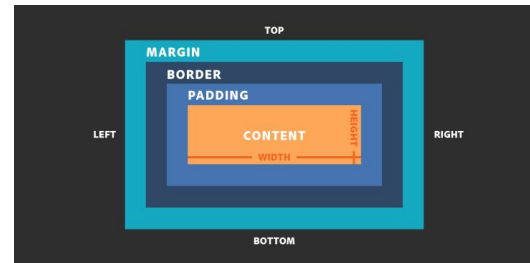 TOP
MARGIN
BORDER
PADDING
HEIGHT
LEFT
CONTENT
RIGHT
WIDTH
BOTTOM